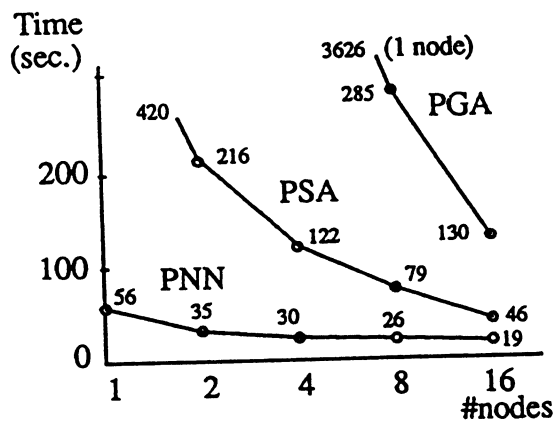 Time
(sec.)
3626 (1 node)
285 PGA
420
216
200
PSA
130
122
100
PNN
79
56
35
30
26
46
19
0
1 2 4 8 16
#nodes